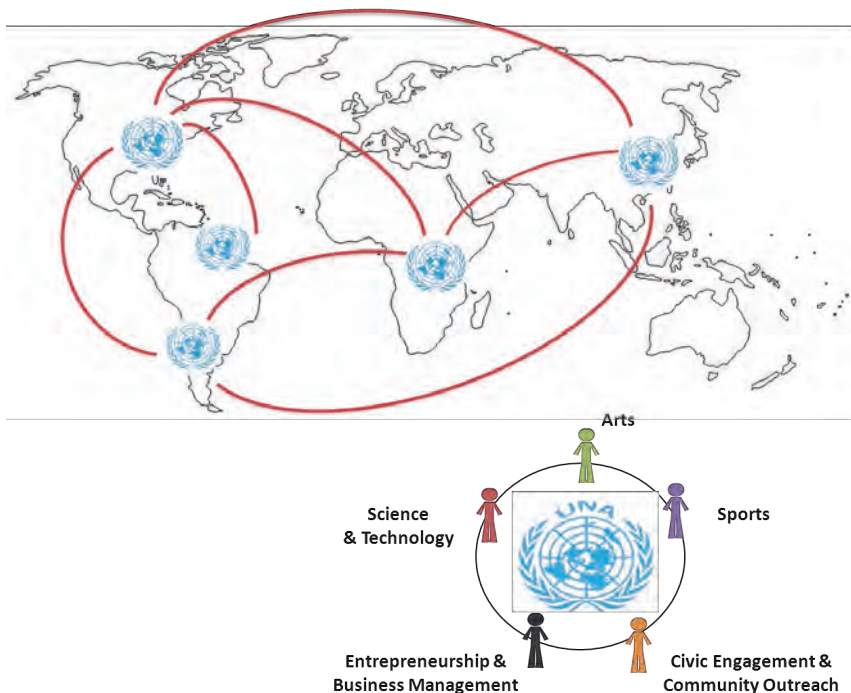 Arts
Science
& Technology
Sports
UNA
Entrepreneurship &
Business Management
Civic Engagement &
Community Outreach